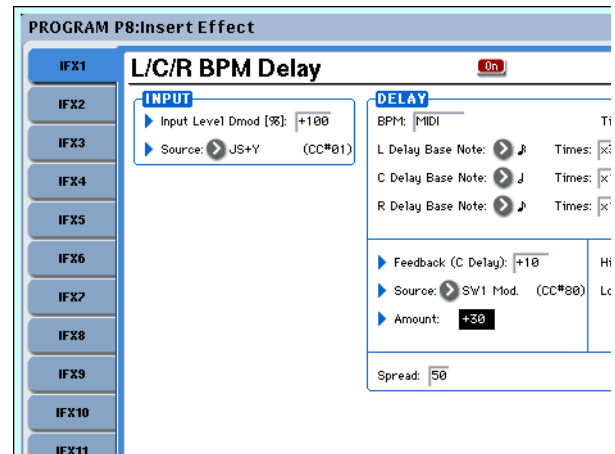 PROGRAM P8:Insert Effect
IFX1
IFX2
IFX3
IFX4
IFX5
IFX6
IFX7
IFX8
IFX9
IFX10
IFX11
L/C/R BPM Delay
On
INPUT
Input Level Dmod [%]: +100
Source: JS+Y (CC#01)
DELAY
BPM: MIDI
L Delay Base Note: Times:
C Delay Base Note: Times:
R Delay Base Note: Times:
Feedback (C Delay): +10
Source: SW1 Mod. (CC#80)
Amount: +30
Spread: 50